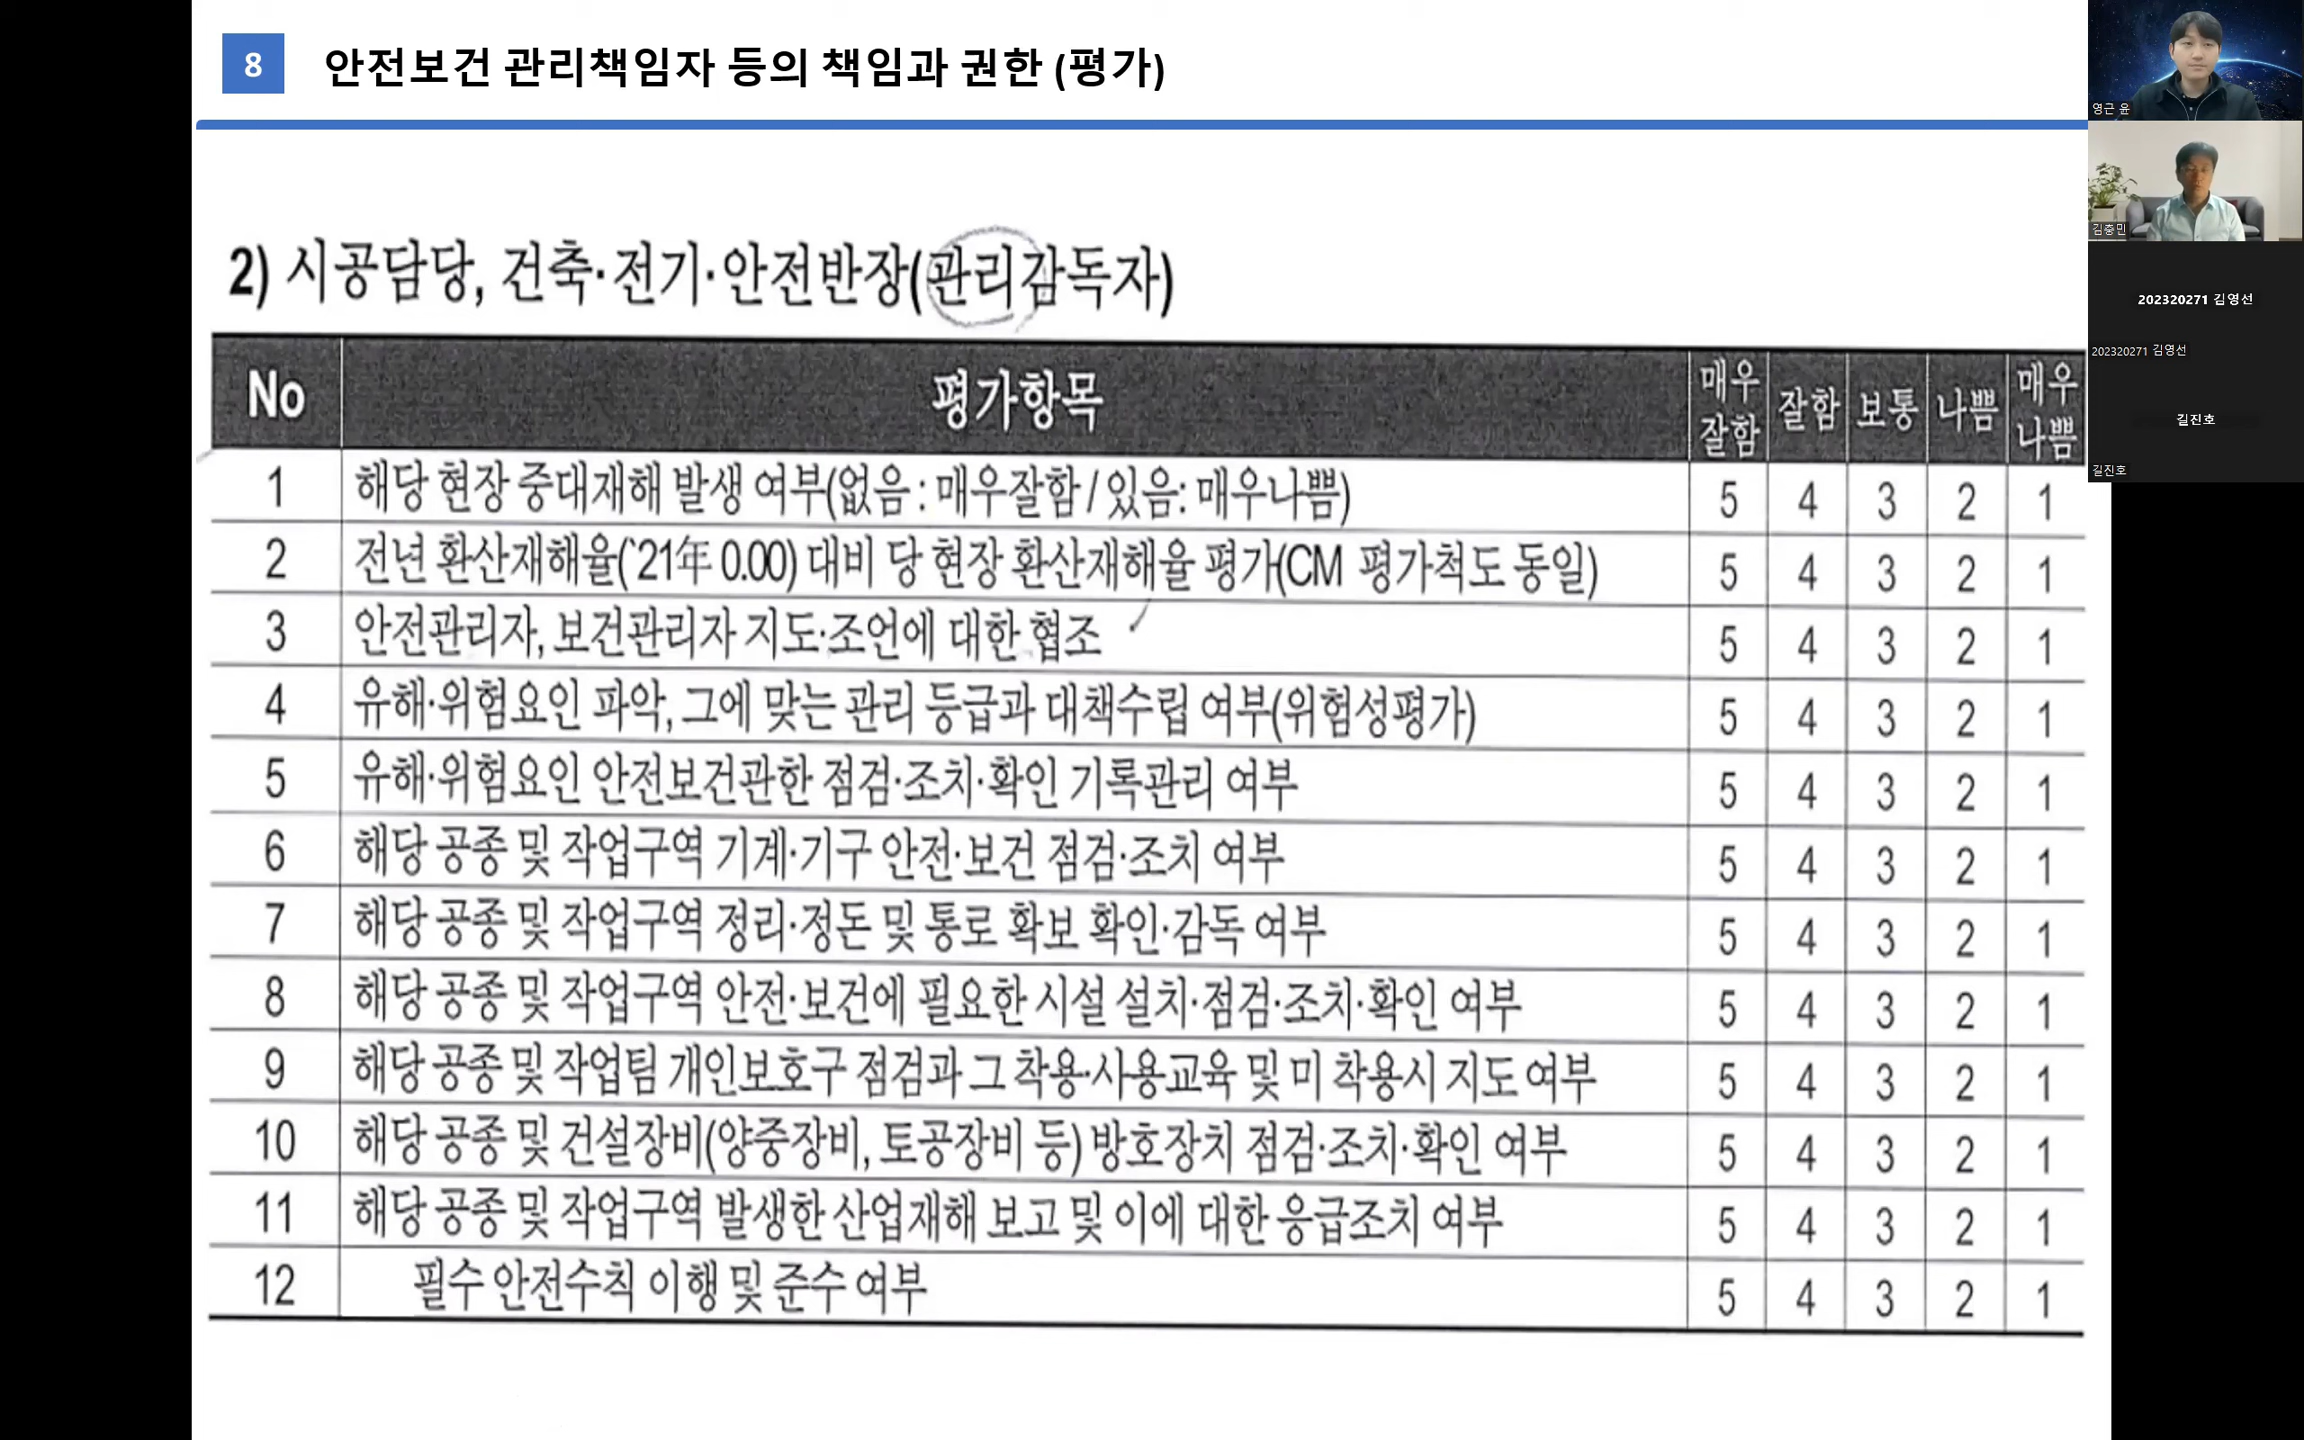 8 안전보건 관리책임자 등의 책임과 권한 (평가)
2) 시공담당, 건축·전기·안전반장(관리감독자)
No 평가항목 매우잘함 잘함 보통 나쁨 매우나쁨
1 해당 현장 중대재해 발생 여부(없음 : 매우잘함 / 있음: 매우나쁨) 5 4 3 2 1
2 전년 환산재해율(`21年 0.00) 대비 당 현장 환산재해율 평가(CM 평가척도 동일) 5 4 3 2 1
3 안전관리자, 보건관리자 지도·조언에 대한 협조 5 4 3 2 1
4 유해·위험요인 파악, 그에 맞는 관리 등급과 대책수립 여부(위험성평가) 5 4 3 2 1
5 유해·위험요인 안전보건관한 점검·조치·확인 기록관리 여부 5 4 3 2 1
6 해당 공종 및 작업구역 기계·기구 안전·보건 점검·조치 여부 5 4 3 2 1
7 해당 공종 및 작업구역 정리·정돈 및 통로 확보 확인·감독 여부 5 4 3 2 1
8 해당 공종 및 작업구역 안전·보건에 필요한 시설 설치·점검·조치·확인 여부 5 4 3 2 1
9 해당 공종 및 작업팀 개인보호구 점검과 그 착용·사용교육 및 미 착용시 지도 여부 5 4 3 2 1
10 해당 공종 및 건설장비(양중장비, 토공장비 등) 방호장치 점검·조치·확인 여부 5 4 3 2 1
11 해당 공종 및 작업구역 발생한 산업재해 보고 및 이에 대한 응급조치 여부 5 4 3 2 1
12 필수 안전수칙 이행 및 준수 여부 5 4 3 2 1
영근 윤
김충민
202320271 김영선
202320271 김영선
길진호
길진호